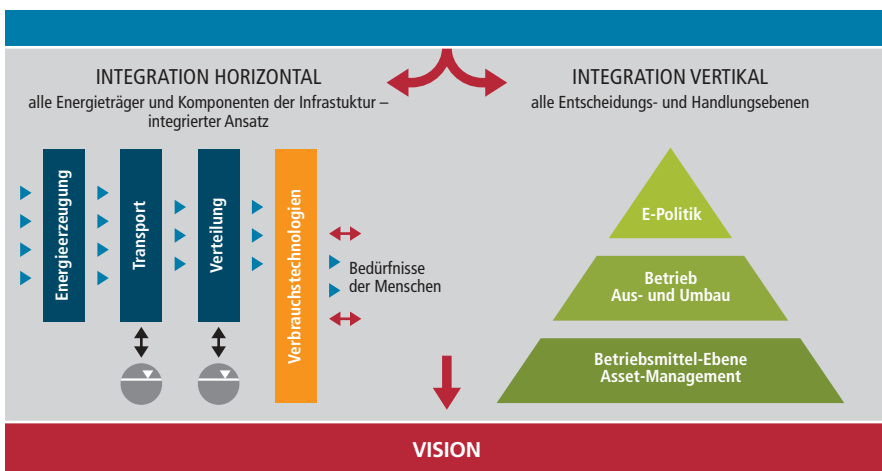 INTEGRATION HORIZONTAL
alle Energieträger und Komponenten der Infrastuktur –
integrierter Ansatz
Energieerzeugung
Transport
Verteilung
Verbrauchstechnologien
Bedürfnisse
der Menschen
INTEGRATION VERTIKAL
alle Entscheidungs- und Handlungsebenen
E-Politik
Betrieb
Aus- und Umbau
Betriebsmittel-Ebene
Asset-Management
VISION